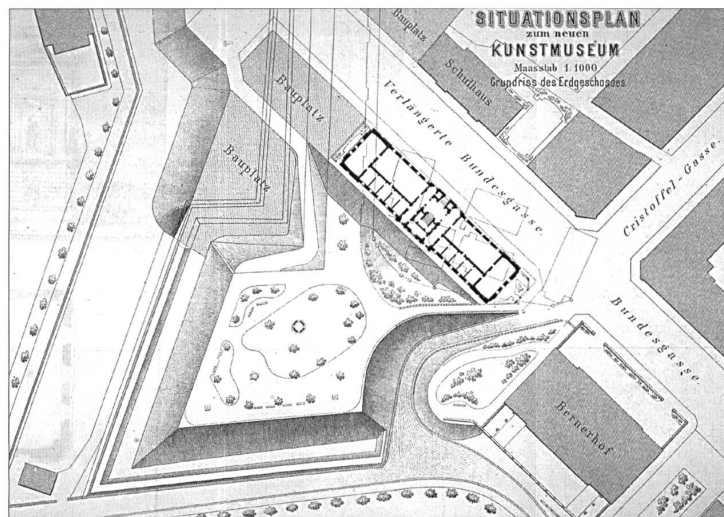 SITUATIONSPLAN
zum neuen
KUNSTMUSEUM
Maasstab 1:1000
Grundriss des Erdgeschosses.
Bauplatz
Schulhaus
Bauplatz
Bauplatz
Verlängerte Bundesgasse.
Cristoffel-Gasse.
Bundesgasse.
Bernerhof